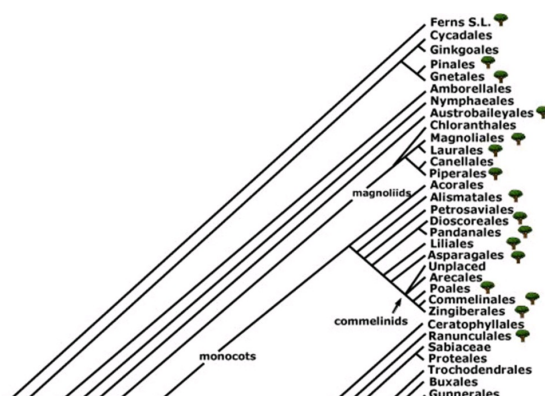 Ferns S.L.
Cycadales
Ginkgoales
Pinales
Gnetales
Amborellales
Nymphaeales
Austrobaileyales
Chloranthales
Magnoliales
Laurales
Canellales
Piperales
magnoliids
Acorales
Alismatales
Petrosaviales
Dioscoreales
Pandanales
Liliales
Asparagales
Unplaced
Arecales
Poales
Commelinales
Zingiberales
commelinids
Ceratophyllales
Ranunculales
Sabiaceae
monocots
Proteales
Trochodendrales
Buxales
Gunnerales